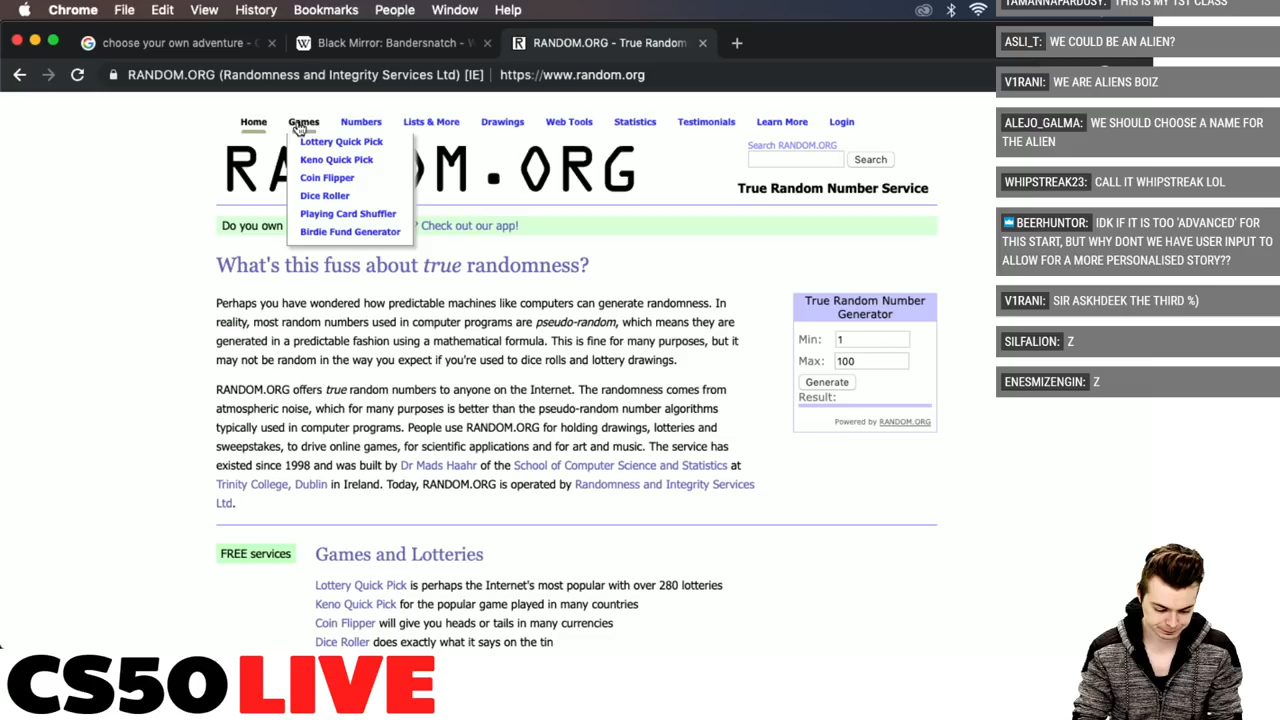 Chrome File Edit View History Bookmarks People Window Help
choose your own adventure -
Black Mirror: Bandersnatch -
RANDOM.ORG - True Random
RANDOM.ORG (Randomness and Integrity Services Ltd) [IE] https://www.random.org
Home Games Numbers Lists & More Drawings Web Tools Statistics Testimonials Learn More Login
Lottery Quick Pick
Keno Quick Pick
Coin Flipper
Dice Roller
Playing Card Shuffler
Birdie Fund Generator
Search RANDOM.ORG
Search
True Random Number Service
Do you own ? Check out our app!
What's this fuss about true randomness?
Perhaps you have wondered how predictable machines like computers can generate randomness. In
reality, most random numbers used in computer programs are pseudo-random, which means they are
generated in a predictable fashion using a mathematical formula. This is fine for many purposes, but it
may not be random in the way you expect if you're used to dice rolls and lottery drawings.
RANDOM.ORG offers true random numbers to anyone on the Internet. The randomness comes from
atmospheric noise, which for many purposes is better than the pseudo-random number algorithms
typically used in computer programs. People use RANDOM.ORG for holding drawings, lotteries and
sweepstakes, to drive online games, for scientific applications and for art and music. The service has
existed since 1998 and was built by Dr Mads Haahr of the School of Computer Science and Statistics at
Trinity College, Dublin in Ireland. Today, RANDOM.ORG is operated by Randomness and Integrity Services
Ltd.
True Random Number
Generator
Min: 1
Max: 100
Generate
Result:
Powered by RANDOM.ORG
FREE services
Games and Lotteries
Lottery Quick Pick is perhaps the Internet's most popular with over 280 lotteries
Keno Quick Pick for the popular game played in many countries
Coin Flipper will give you heads or tails in many currencies
Dice Roller does exactly what it says on the tin
CS50 LIVE
TAMANNAFARDUSY: THIS IS MY 1ST CLASS
ASLI_T: WE COULD BE AN ALIEN?
V1RANI: WE ARE ALIENS BOIZ
ALEJO_GALMA: WE SHOULD CHOOSE A NAME FOR
THE ALIEN
WHIPSTREAK23: CALL IT WHIPSTREAK LOL
BEERHUNTOR: IDK IF IT IS TOO 'ADVANCED' FOR
THIS START, BUT WHY DONT WE HAVE USER INPUT TO
ALLOW FOR A MORE PERSONALISED STORY??
V1RANI: SIR ASKHDEEK THE THIRD %)
SILFALION: Z
ENESMIZENGIN: Z